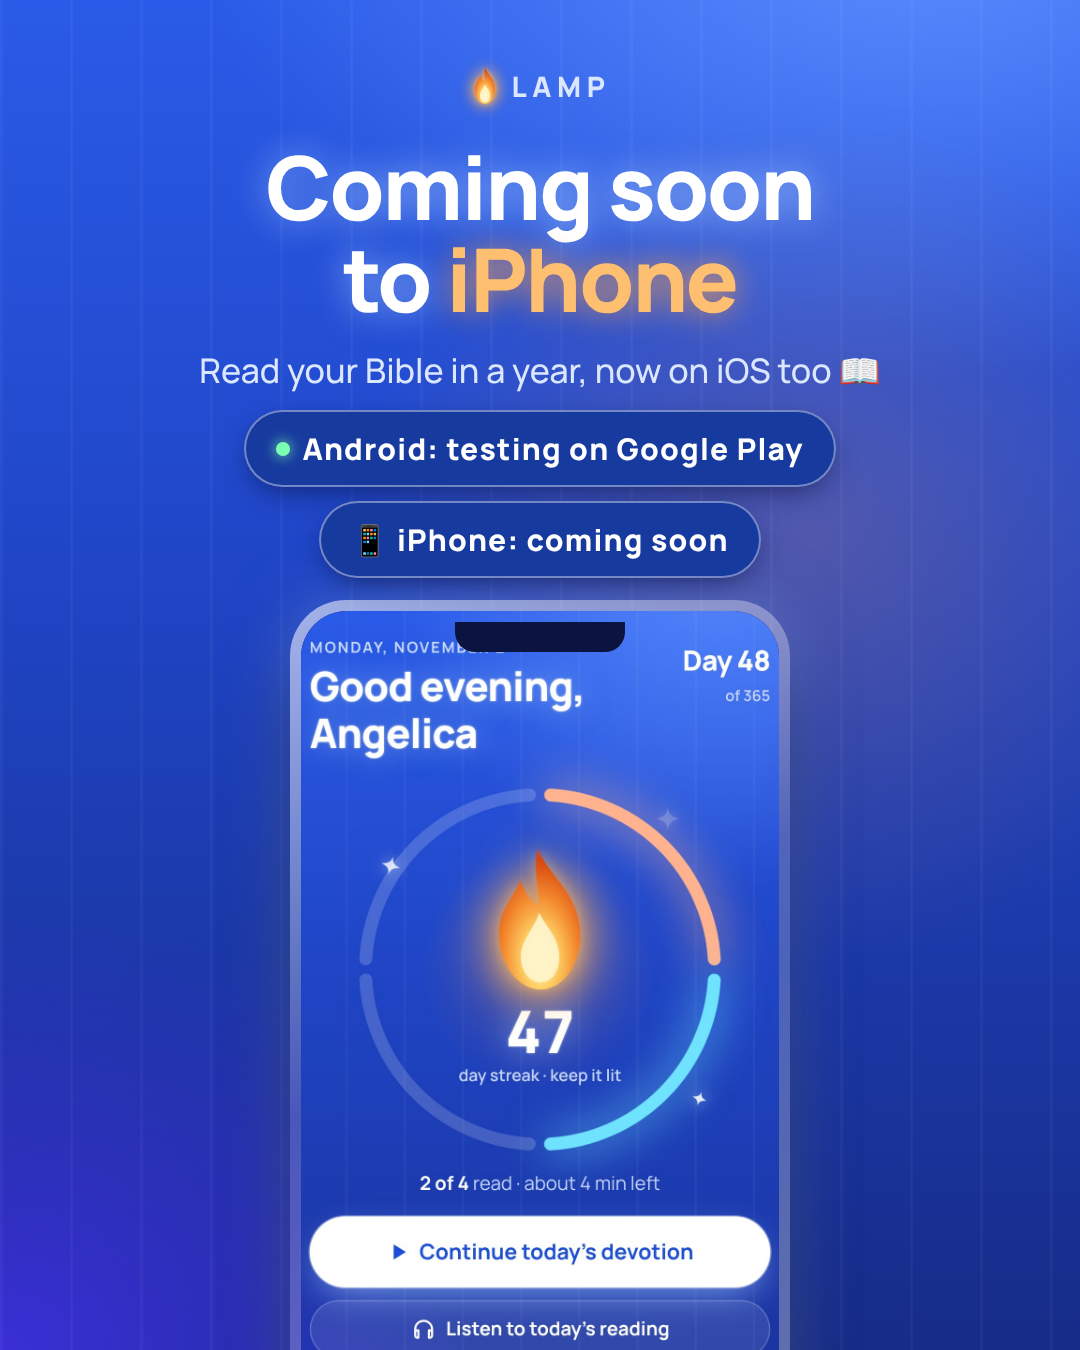 LAMP
Coming soon
to iPhone
Read your Bible in a year, now on iOS too
Android: testing on Google Play
iPhone: coming soon
MONDAY,
Day 48
of 365
Good evening,
Angelica
47
day streak · keep it lit
2 of 4 read · about 4 min left
Continue today's devotion
Listen to today's reading